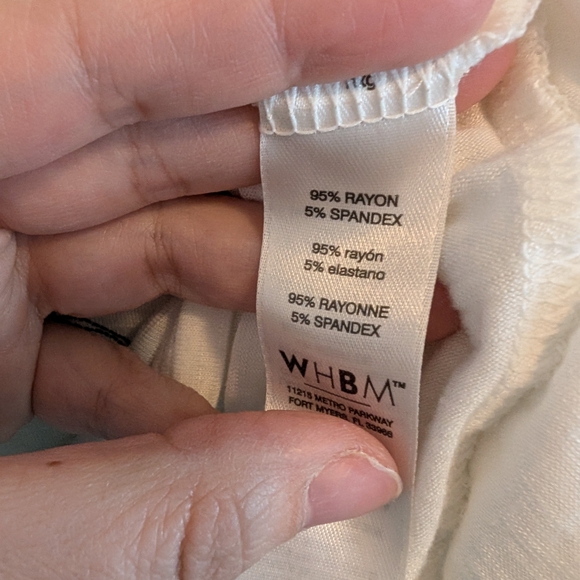 95% RAYON
5% SPANDEX
95% rayón
5% elastano
95% RAYONNE
5% SPANDEX
WHBM™
11215 METRO PARKWAY
FORT MYERS, FL 33966